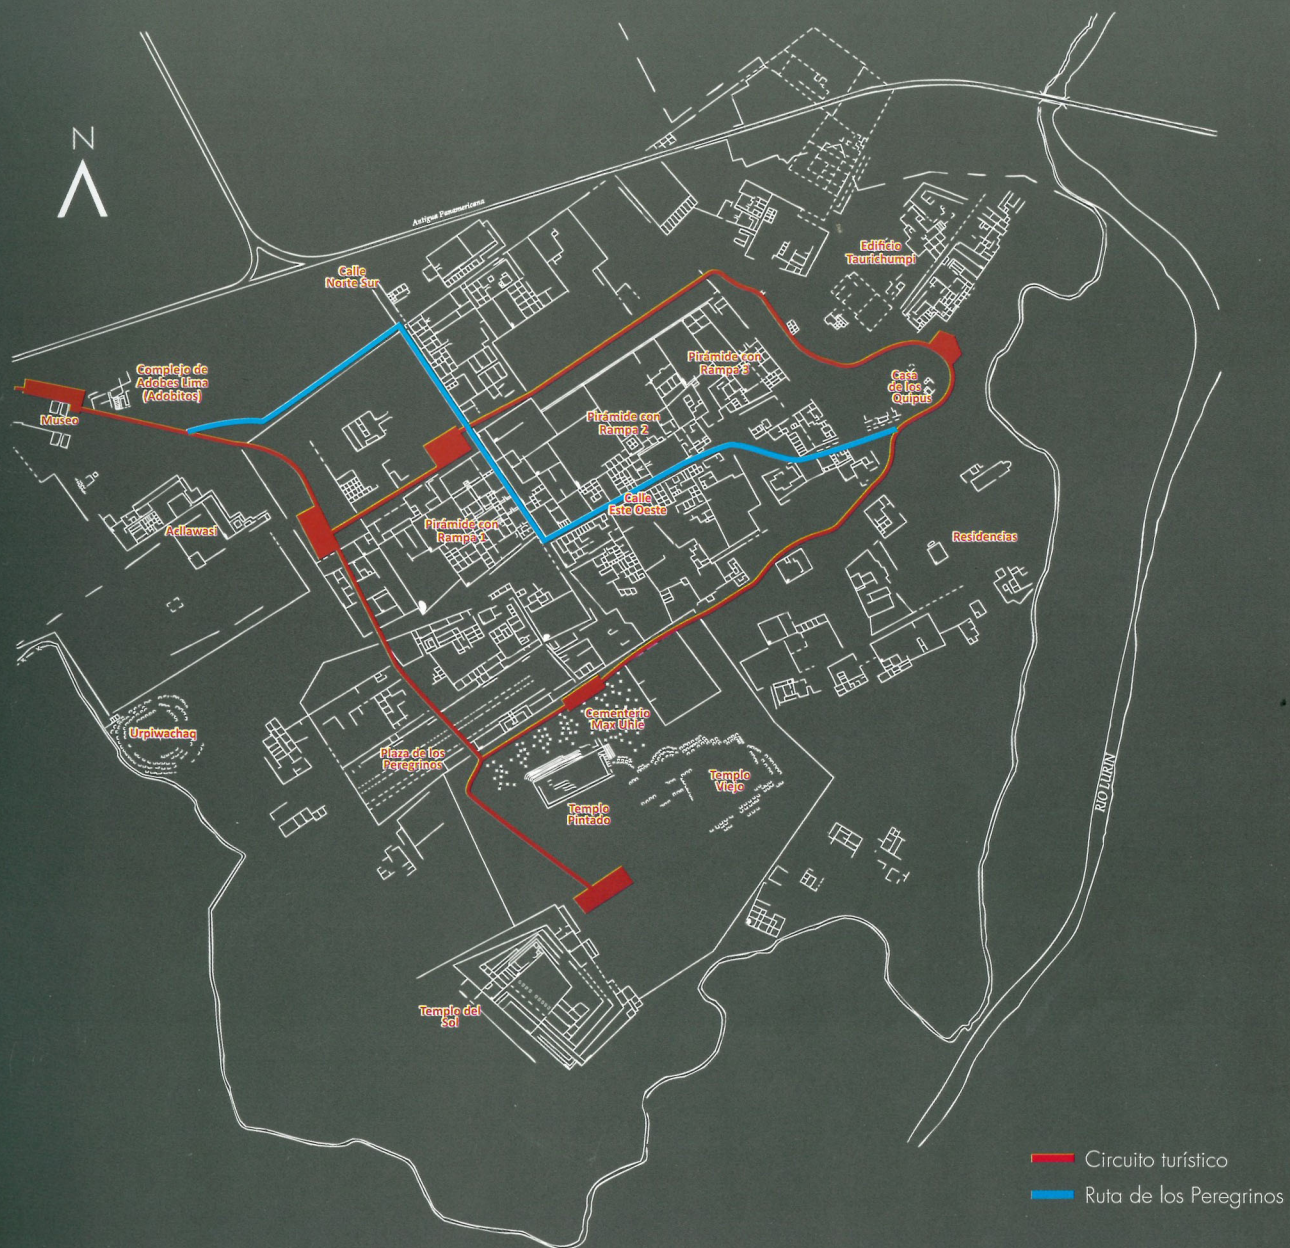 N
Antigua Panamericana
Calle
Norte Sur
Edificio
Taurichumpi
Complejo de
Adobes Lima
(Adobitos)
Museo
Pirámide con
Rampa 3
Casa
de los
Quipus
Pirámide con
Rampa 2
Calle
Este Oeste
Acllawasi
Pirámide con
Rampa 1
Residencias
Urpiwachaq
Plaza de los
Peregrinos
Cementerio
Max Uhle
Templo
Viejo
Templo
Pintado
RIO LURIN
Templo del
Sol
Circuito turístico
Ruta de los Peregrinos